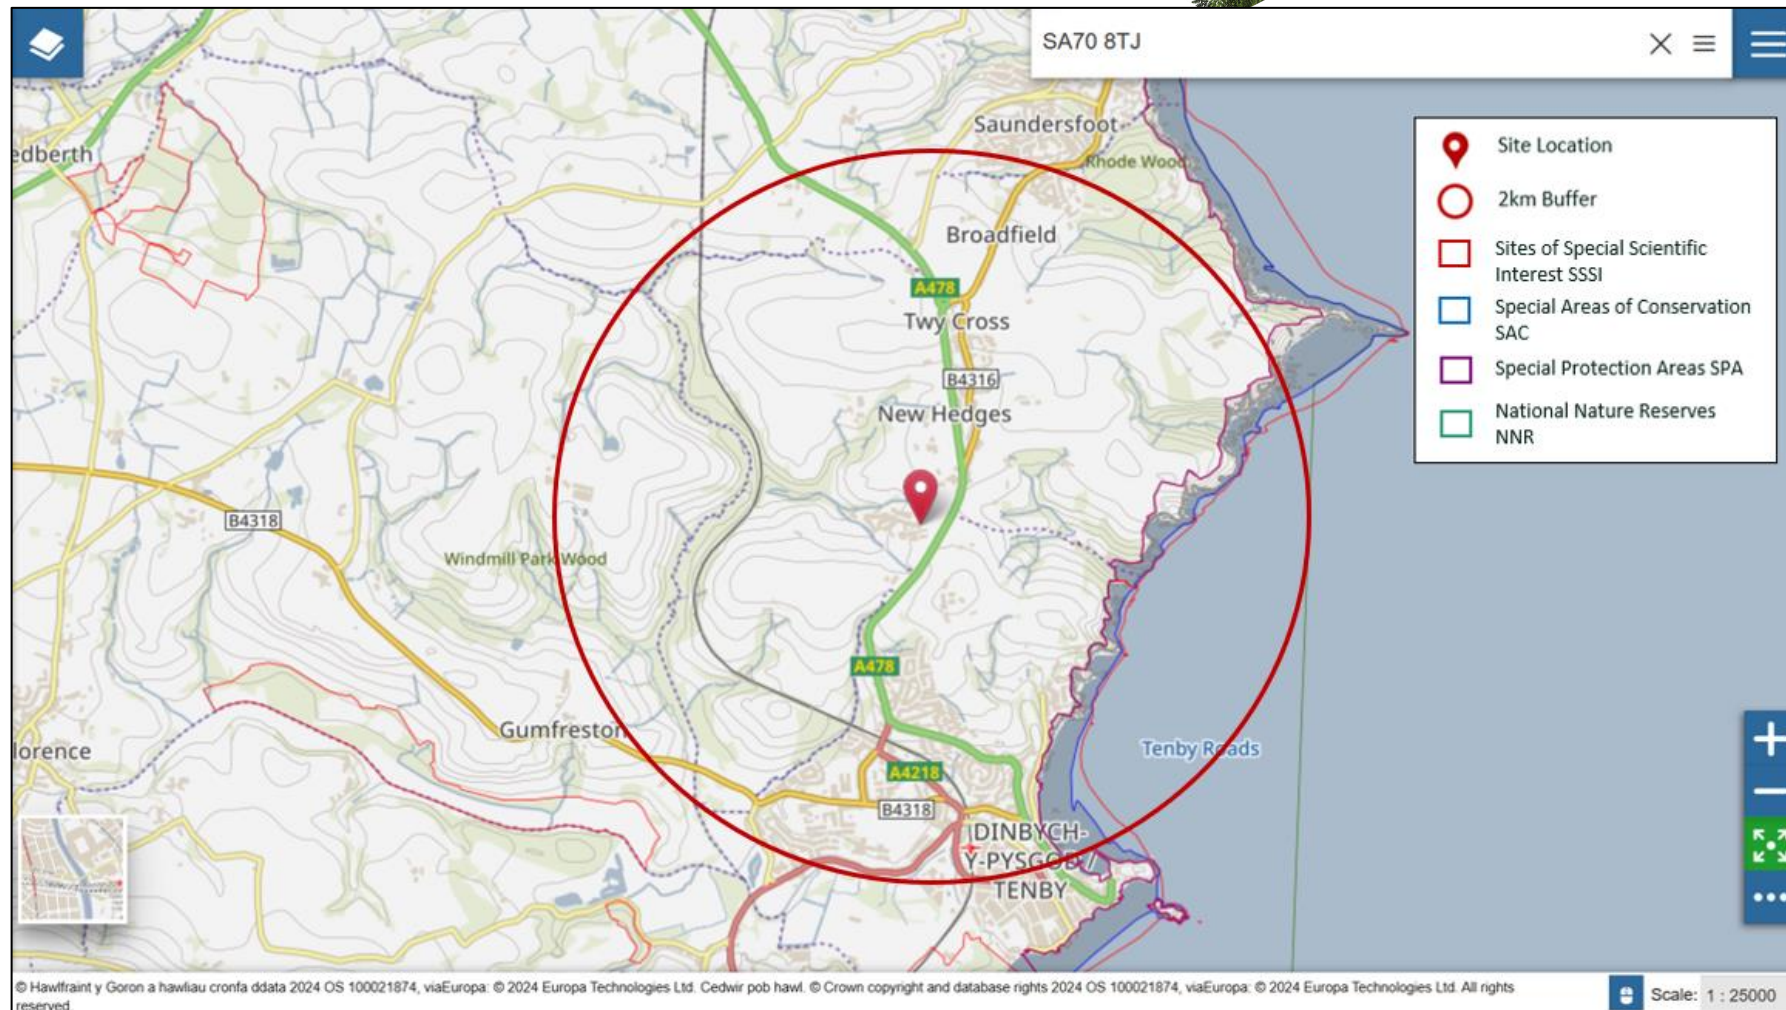 SA70 8TJ
Saundersfoot
Rhode Wood
edberth
Broadfield
A478
Twy Cross
B4316
New Hedges
B4318
Windmill Park Wood
A478
Gumfreston
lorence
Tenby Roads
A4218
B4318
DINBYCH-
Y-PYSGOD /
TENBY
Site Location
2km Buffer
Sites of Special Scientific
Interest SSSI
Special Areas of Conservation
SAC
Special Protection Areas SPA
National Nature Reserves
NNR
© Hawlfraint y Goron a hawliau cronfa ddata 2024 OS 100021874, viaEuropa: © 2024 Europa Technologies Ltd. Cedwir pob hawl. © Crown copyright and database rights 2024 OS 100021874, viaEuropa: © 2024 Europa Technologies Ltd. All rights
reserved
Scale: 1 : 25000